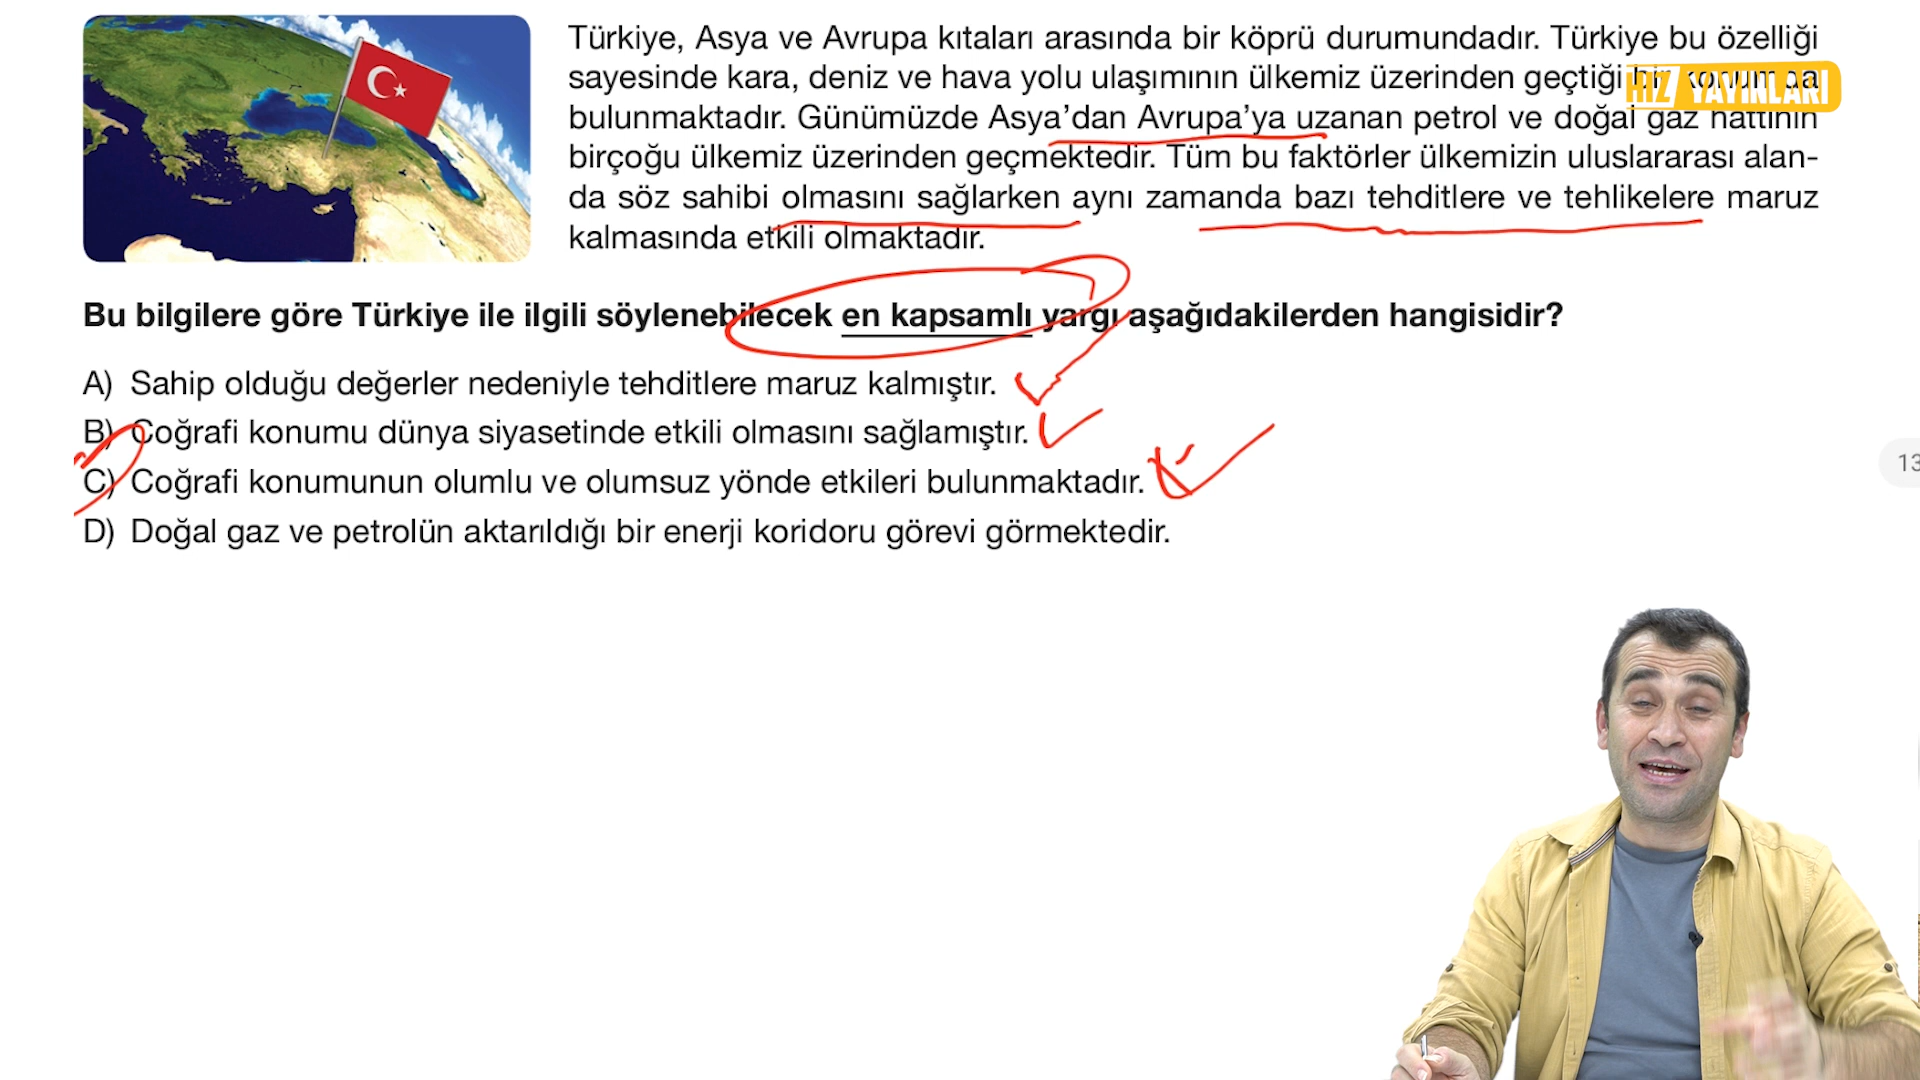 Türkiye, Asya ve Avrupa kıtaları arasında bir köprü durumundadır. Türkiye bu özelliği
sayesinde kara, deniz ve hava yolu ulaşımının ülkemiz üzerinden geçtiği bir konumda
HIZ YAYINLARI
bulunmaktadır. Günümüzde Asya’dan Avrupa’ya uzanan petrol ve doğal gaz hattının
birçoğu ülkemiz üzerinden geçmektedir. Tüm bu faktörler ülkemizin uluslararası alan-
da söz sahibi olmasını sağlarken aynı zamanda bazı tehditlere ve tehlikelere maruz
kalmasında etkili olmaktadır.
Bu bilgilere göre Türkiye ile ilgili söylenebilecek en kapsamlı yargı aşağıdakilerden hangisidir?
A) Sahip olduğu değerler nedeniyle tehditlere maruz kalmıştır.
B) Coğrafi konumu dünya siyasetinde etkili olmasını sağlamıştır.
C) Coğrafi konumunun olumlu ve olumsuz yönde etkileri bulunmaktadır.
D) Doğal gaz ve petrolün aktarıldığı bir enerji koridoru görevi görmektedir.